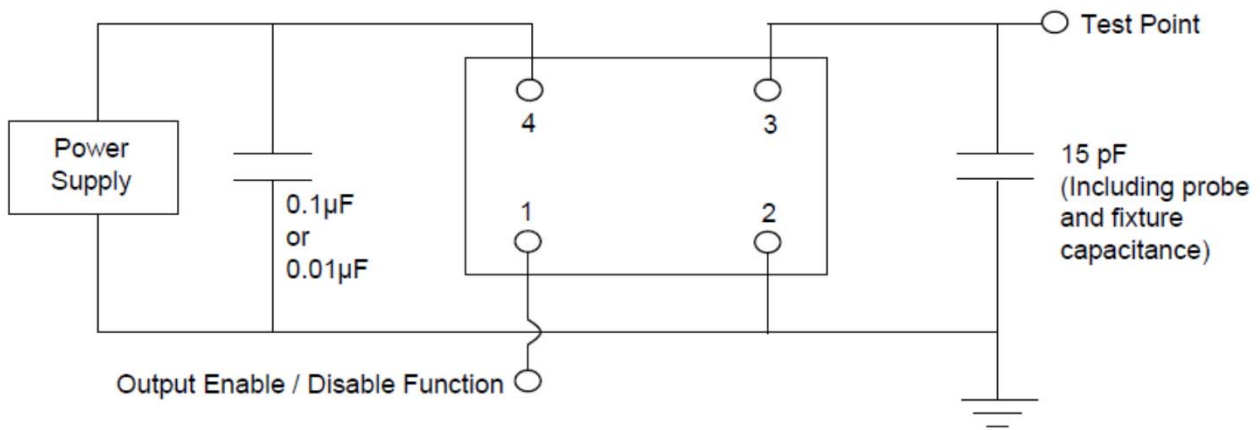 Test Point
4
3
Power
Supply
15 pF
(Including probe
and fixture
capacitance)
0.1µF
or
0.01µF
1
2
Output Enable / Disable Function